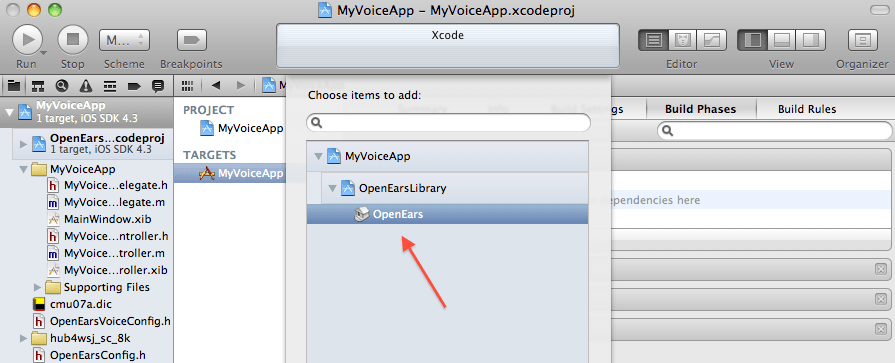 MyVoiceApp – MyVoiceApp.xcodeproj
Run
Stop
M...
Scheme
Breakpoints
Xcode
Editor
View
Organizer
MyVoiceApp
1 target, iOS SDK 4.3
OpenEars...codeproj
1 target, iOS SDK 4.3
MyVoiceApp
MyVoice...elegate.h
MyVoice...legate.m
MainWindow.xib
MyVoice...ntroller.h
MyVoice...troller.m
MyVoice...roller.xib
Supporting Files
cmu07a.dic
OpenEarsVoiceConfig.h
hub4wsj_sc_8k
OpenEarsConfig.h
PROJECT
MyVoiceApp
TARGETS
MyVoiceApp
Choose items to add:
MyVoiceApp
OpenEarsLibrary
OpenEars
Build Phases
Build Rules
dependencies here